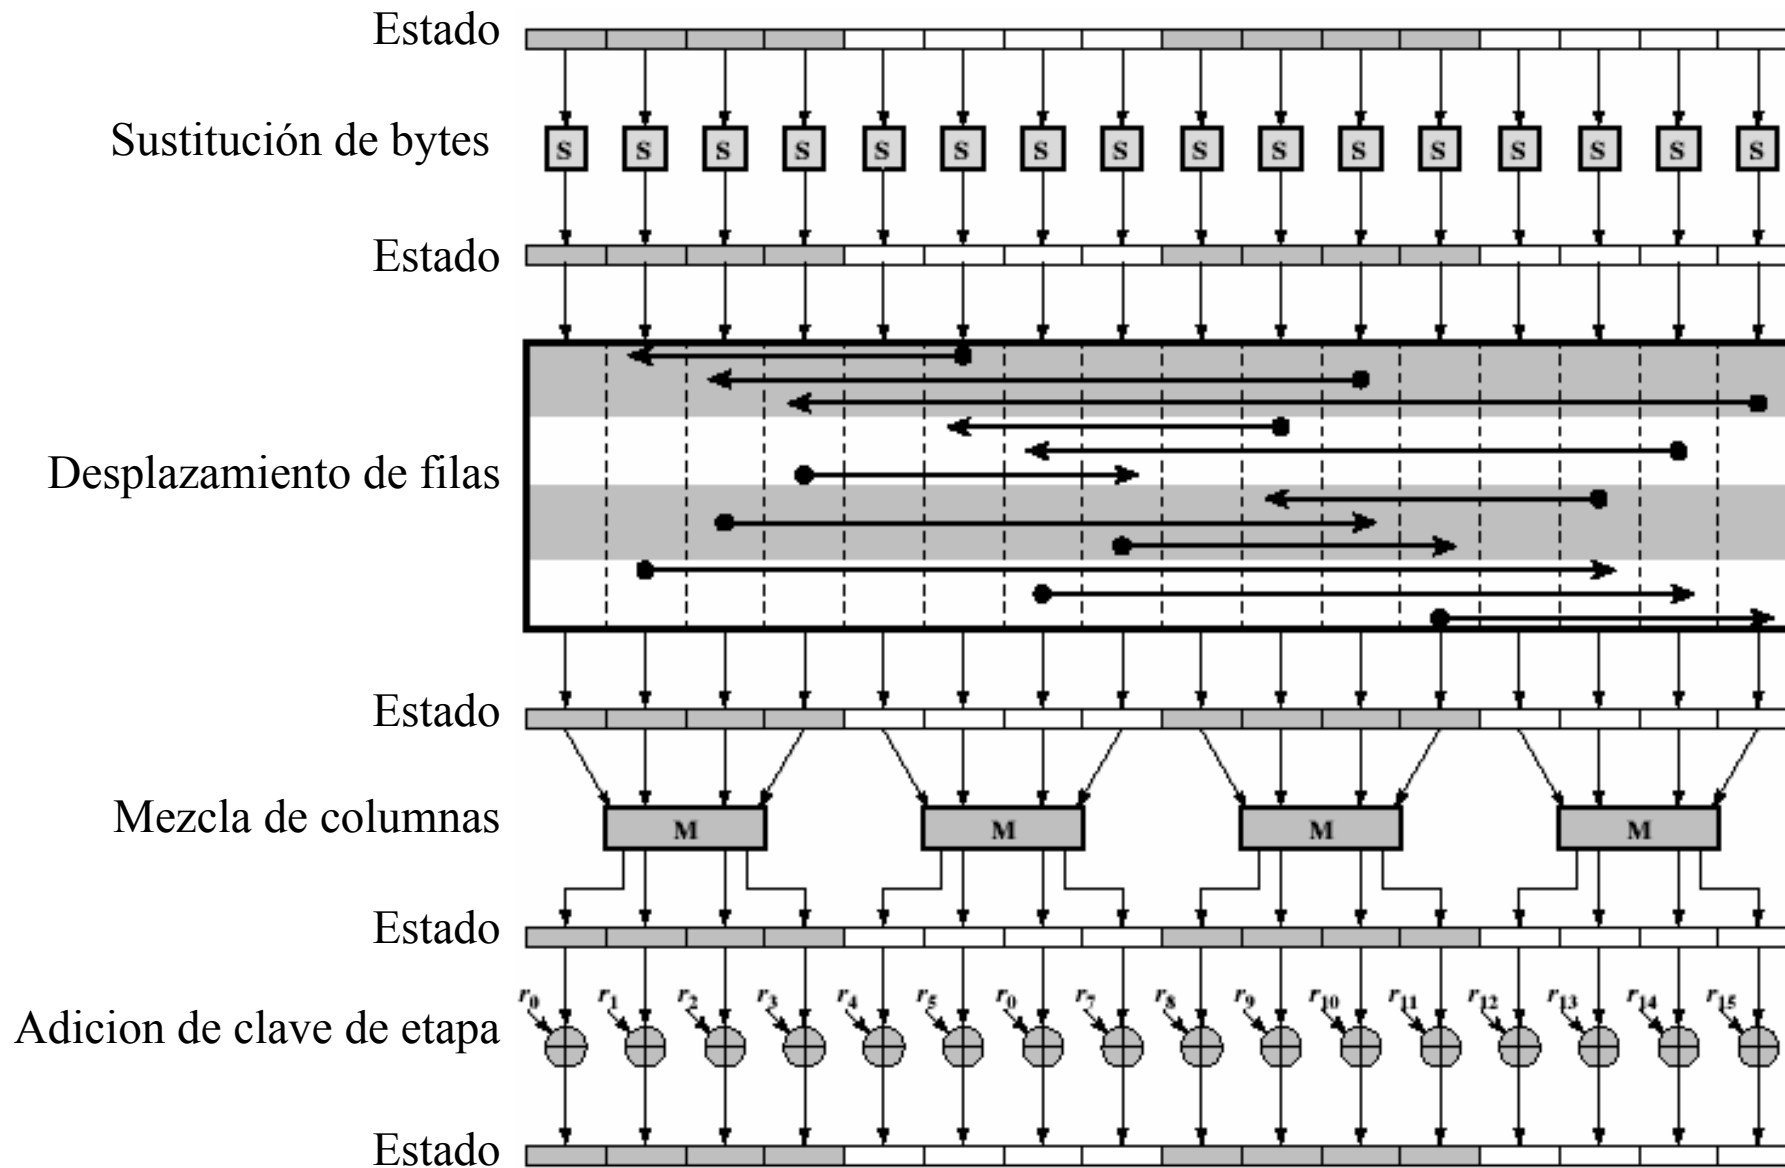 Estado
Sustitución de bytes
S S S S S S S S S S S S S S S S
Estado
Desplazamiento de filas
Estado
Mezcla de columnas
M M M M
Estado
r0 r1 r2 r3 r4 r5 r0 r7 r8 r9 r10 r11 r12 r13 r14 r15
Adicion de clave de etapa
Estado